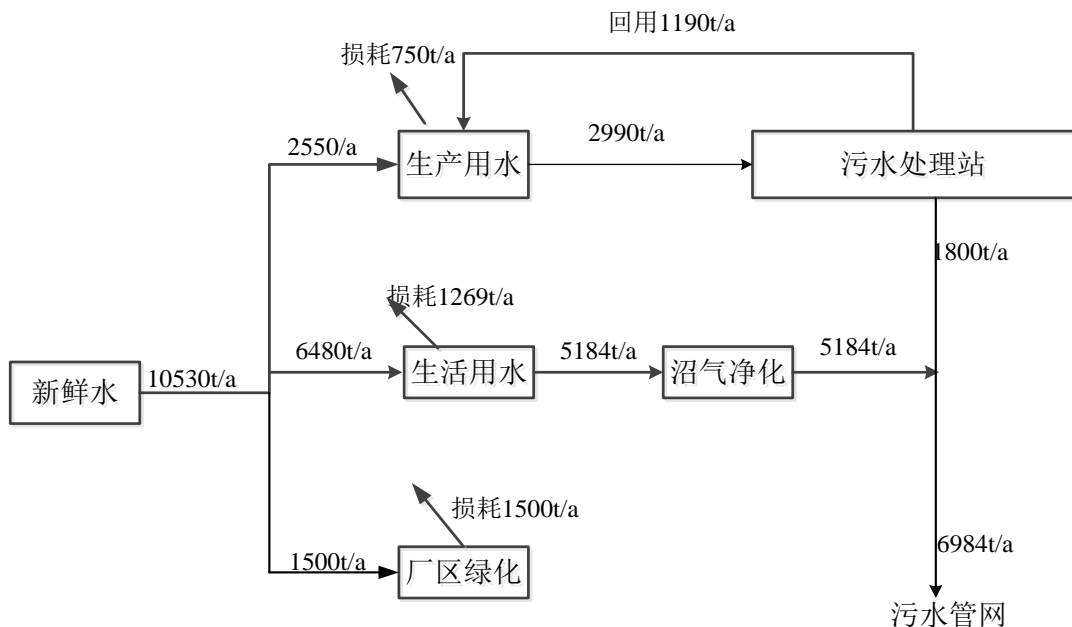 回用1190t/a
损耗750t/a
2550/a
生产用水
2990t/a
污水处理站
1800t/a
损耗1269t/a
6480t/a
生活用水
5184t/a
沼气净化
5184t/a
新鲜水
10530t/a
损耗1500t/a
1500t/a
厂区绿化
6984t/a
污水管网